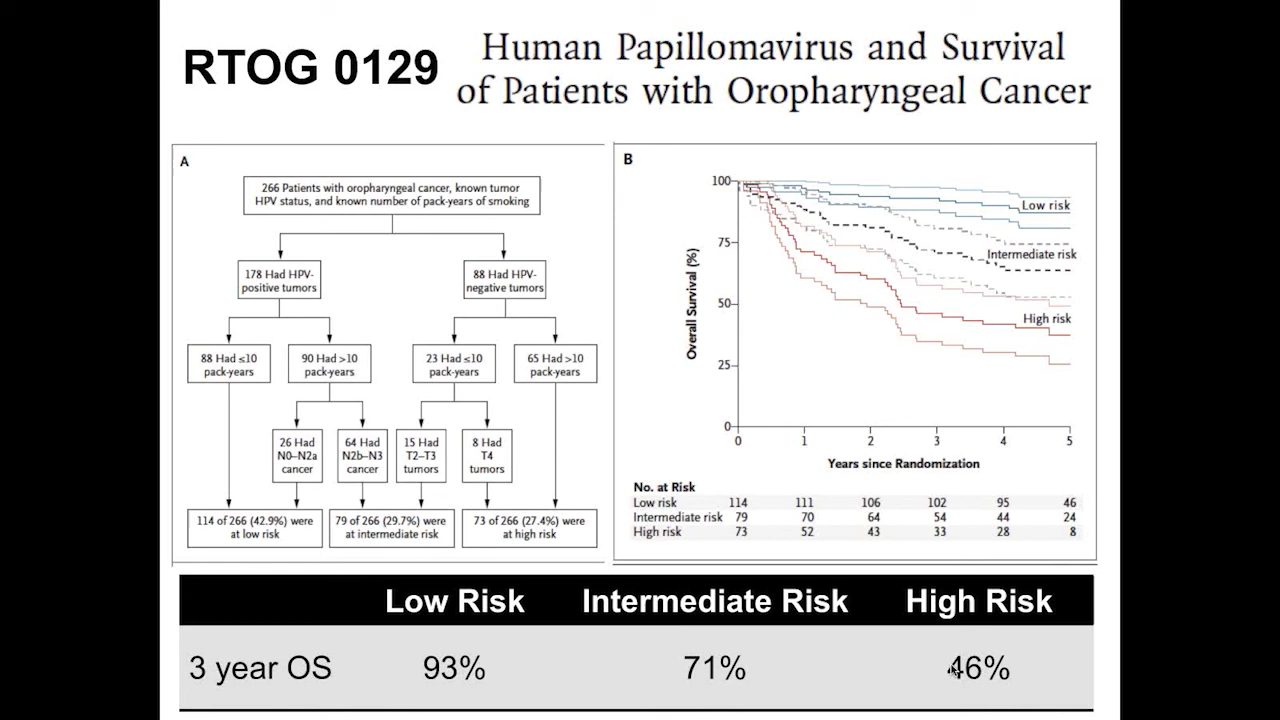 RTOG 0129
Human Papillomavirus and Survival
of Patients with Oropharyngeal Cancer
A
266 Patients with oropharyngeal cancer, known tumor
HPV status, and known number of pack-years of smoking
178 Had HPV-
positive tumors
88 Had HPV-
negative tumors
88 Had ≤10
pack-years
90 Had >10
pack-years
23 Had ≤10
pack-years
65 Had >10
pack-years
26 Had
N0–N2a
cancer
64 Had
N2b–N3
cancer
15 Had
T2–T3
tumors
8 Had
T4
tumors
114 of 266 (42.9%) were
at low risk
79 of 266 (29.7%) were
at intermediate risk
73 of 266 (27.4%) were
at high risk
B
Overall Survival (%)
100
75
50
25
0
Low risk
Intermediate risk
High risk
0 1 2 3 4 5
Years since Randomization
No. at Risk
Low risk 114 111 106 102 95 46
Intermediate risk 79 70 64 54 44 24
High risk 73 52 43 33 28 8
Low Risk Intermediate Risk High Risk
3 year OS 93% 71% 46%